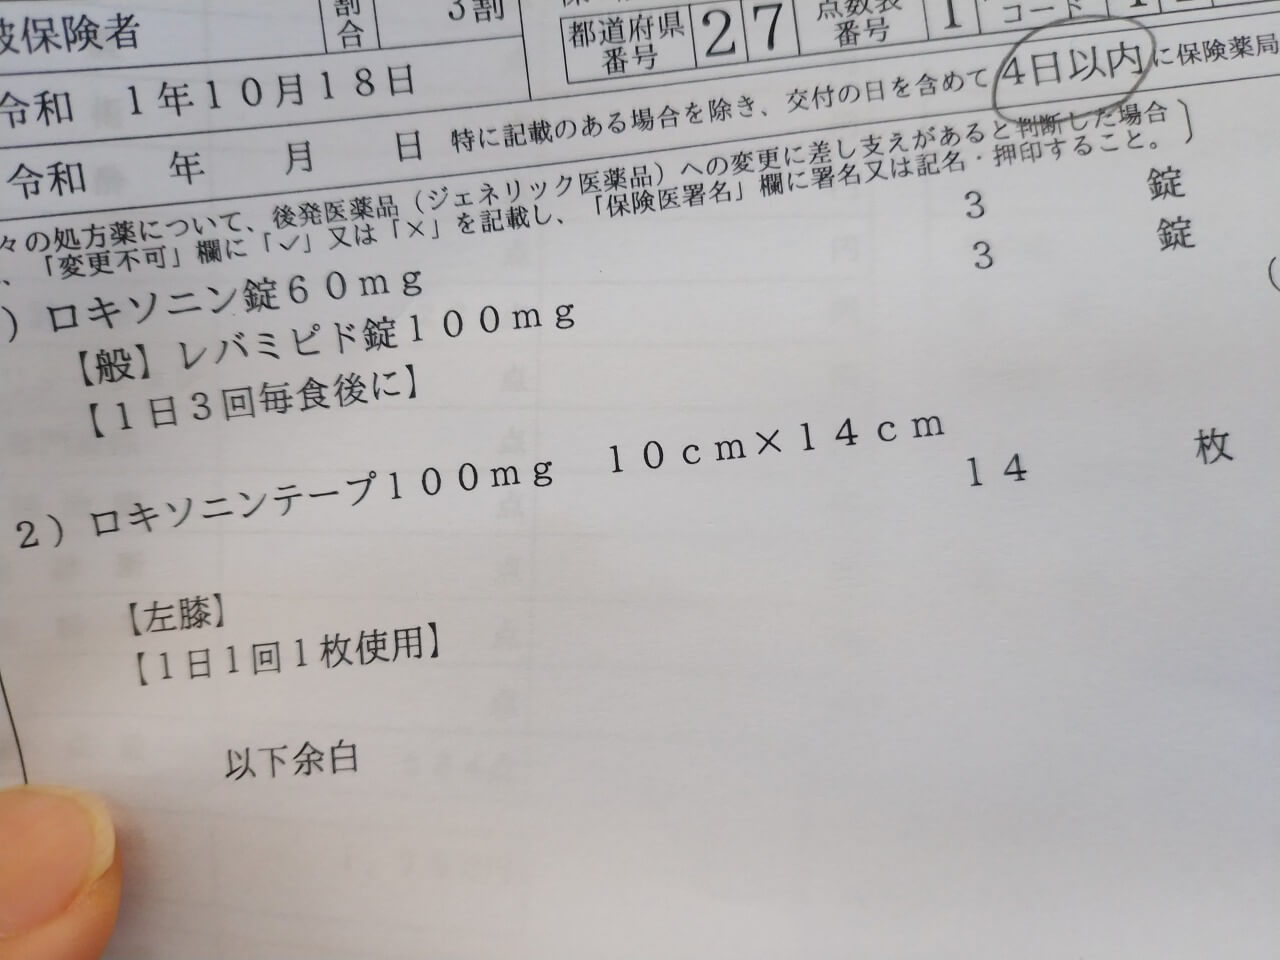 被保険者
割合
3割
都道府県番号
27
点数表番号
1
コード
令和 1年10月18日
令和 年 月 日
特に記載のある場合を除き、交付の日を含めて4日以内に保険薬局
々の処方薬について、後発医薬品（ジェネリック医薬品）への変更に差し支えがあると判断した場合
、「変更不可」欄に「✓」又は「×」を記載し、「保険医署名」欄に署名又は記名・押印すること。
）ロキソニン錠60mg 3 錠
【般】レバミピド錠100mg 3 錠
【1日3回毎食後に】
2）ロキソニンテープ100mg 10cm×14cm
14 枚
【左膝】
【1日1回1枚使用】
以下余白